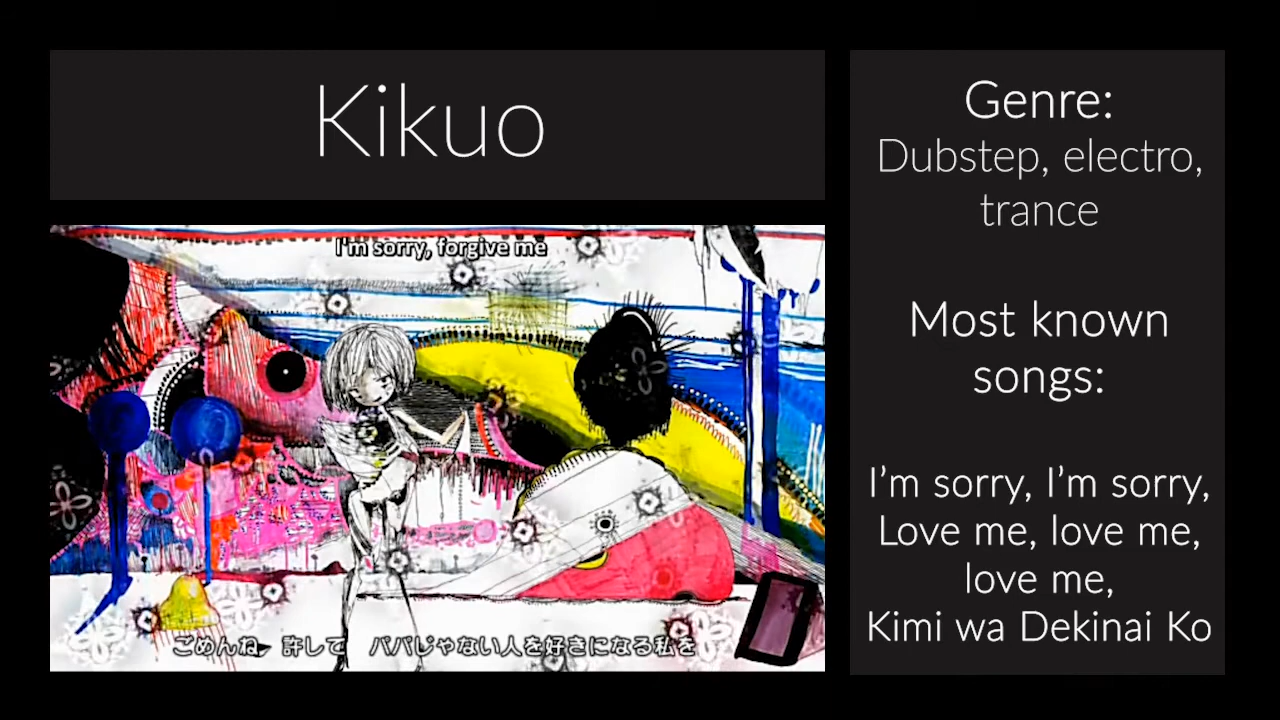 Kikuo
I'm sorry, forgive me
ごめんね 許して パパじゃない人を好きになる私を
Genre:
Dubstep, electro,
trance
Most known
songs:
I’m sorry, I’m sorry,
Love me, love me,
love me,
Kimi wa Dekinai Ko